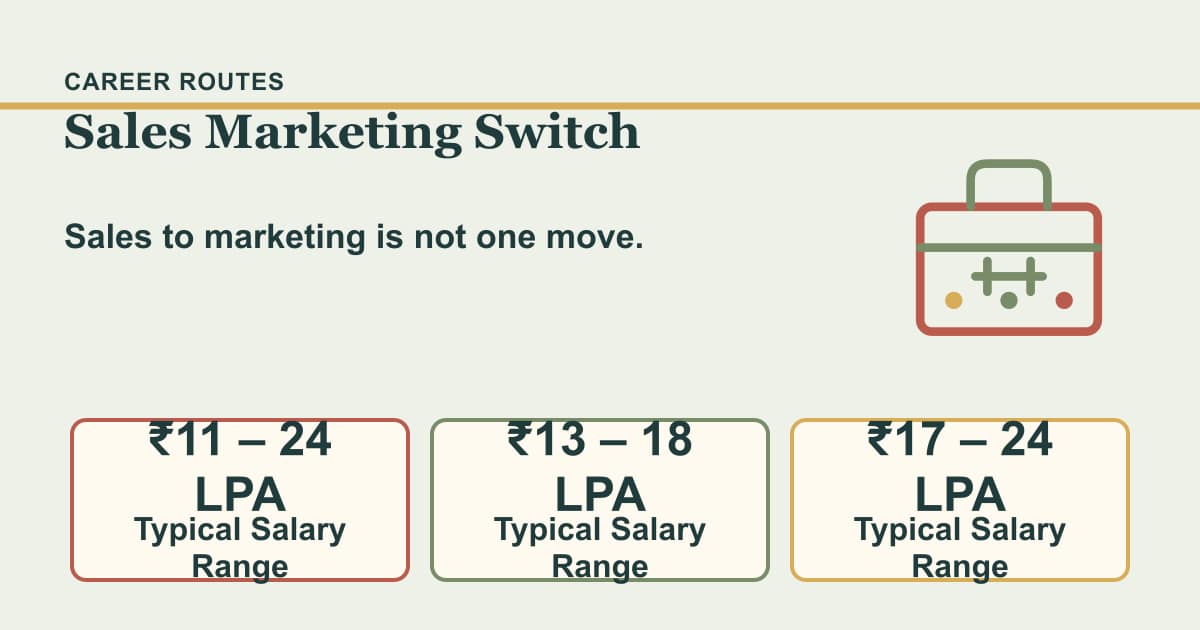 CAREER ROUTES
Sales Marketing Switch
Sales to marketing is not one move.
₹11 – 24
LPA
Typical Salary
Range
₹13 – 18
LPA
Typical Salary
Range
₹17 – 24
LPA
Typical Salary
Range